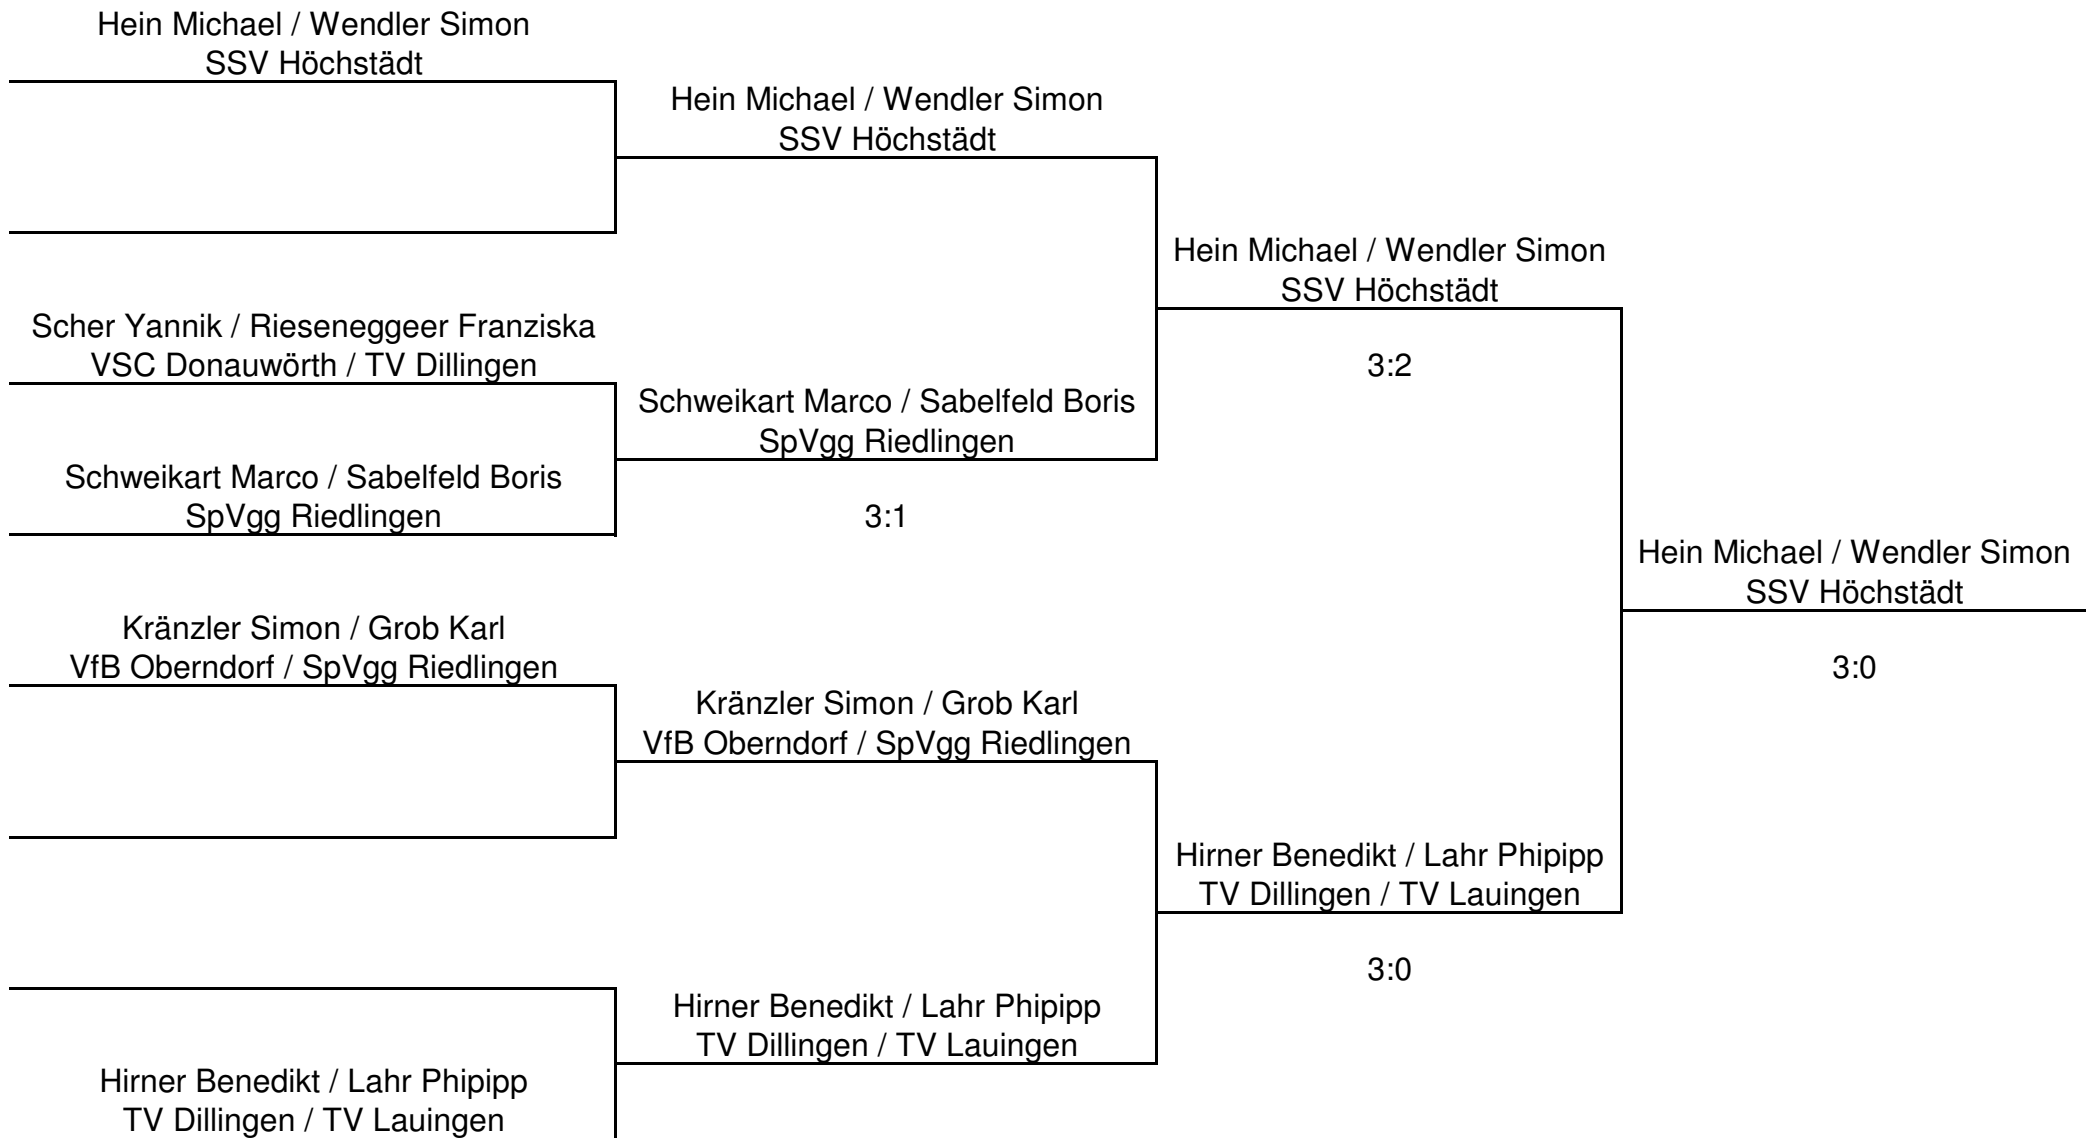 Hein Michael / Wendler Simon
SSV Höchstädt
Hein Michael / Wendler Simon
SSV Höchstädt
Hein Michael / Wendler Simon
SSV Höchstädt
Scher Yannik / Rieseneggeer Franziska
VSC Donauwörth / TV Dillingen
3:2
Schweikart Marco / Sabelfeld Boris
SpVgg Riedlingen
Schweikart Marco / Sabelfeld Boris
SpVgg Riedlingen
3:1
Hein Michael / Wendler Simon
SSV Höchstädt
Kränzler Simon / Grob Karl
VfB Oberndorf / SpVgg Riedlingen
3:0
Kränzler Simon / Grob Karl
VfB Oberndorf / SpVgg Riedlingen
Hirner Benedikt / Lahr Phipipp
TV Dillingen / TV Lauingen
3:0
Hirner Benedikt / Lahr Phipipp
TV Dillingen / TV Lauingen
Hirner Benedikt / Lahr Phipipp
TV Dillingen / TV Lauingen